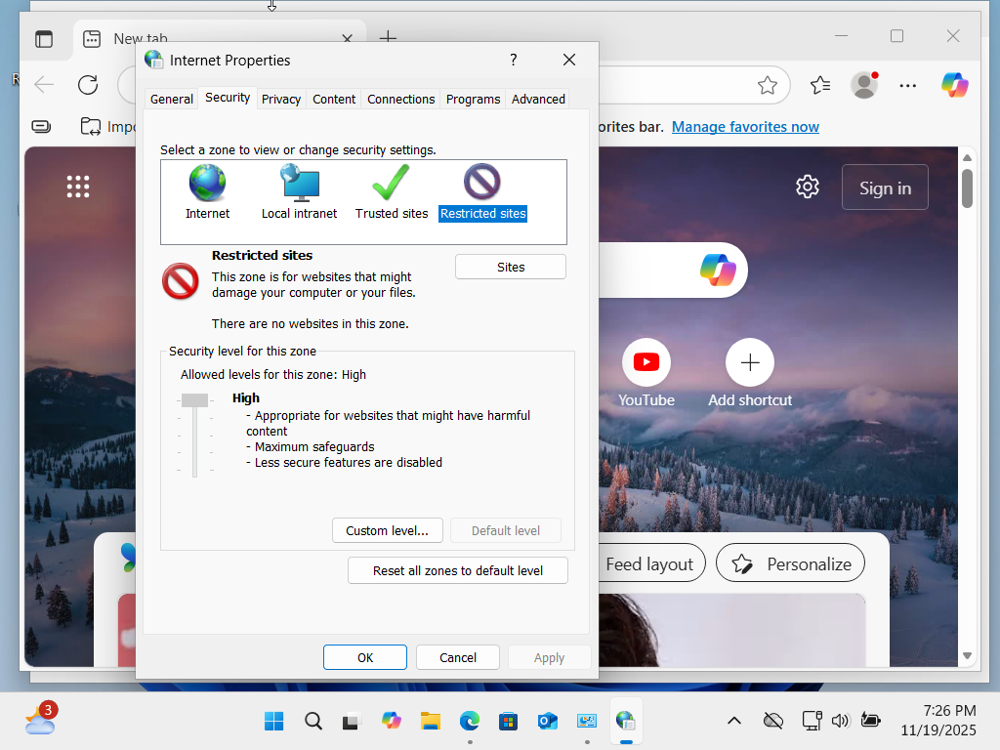 New tab
Internet Properties
?
General
Security
Privacy
Content
Connections
Programs
Advanced
orites bar.
Manage favorites now
Select a zone to view or change security settings.
Internet
Local intranet
Trusted sites
Restricted sites
Sign in
Restricted sites
Sites
This zone is for websites that might
damage your computer or your files.
There are no websites in this zone.
Security level for this zone
Allowed levels for this zone: High
High
- Appropriate for websites that might have harmful
content
- Maximum safeguards
- Less secure features are disabled
YouTube
Add shortcut
Custom level...
Default level
Reset all zones to default level
Feed layout
Personalize
OK
Cancel
Apply
3
7:26 PM
11/19/2025